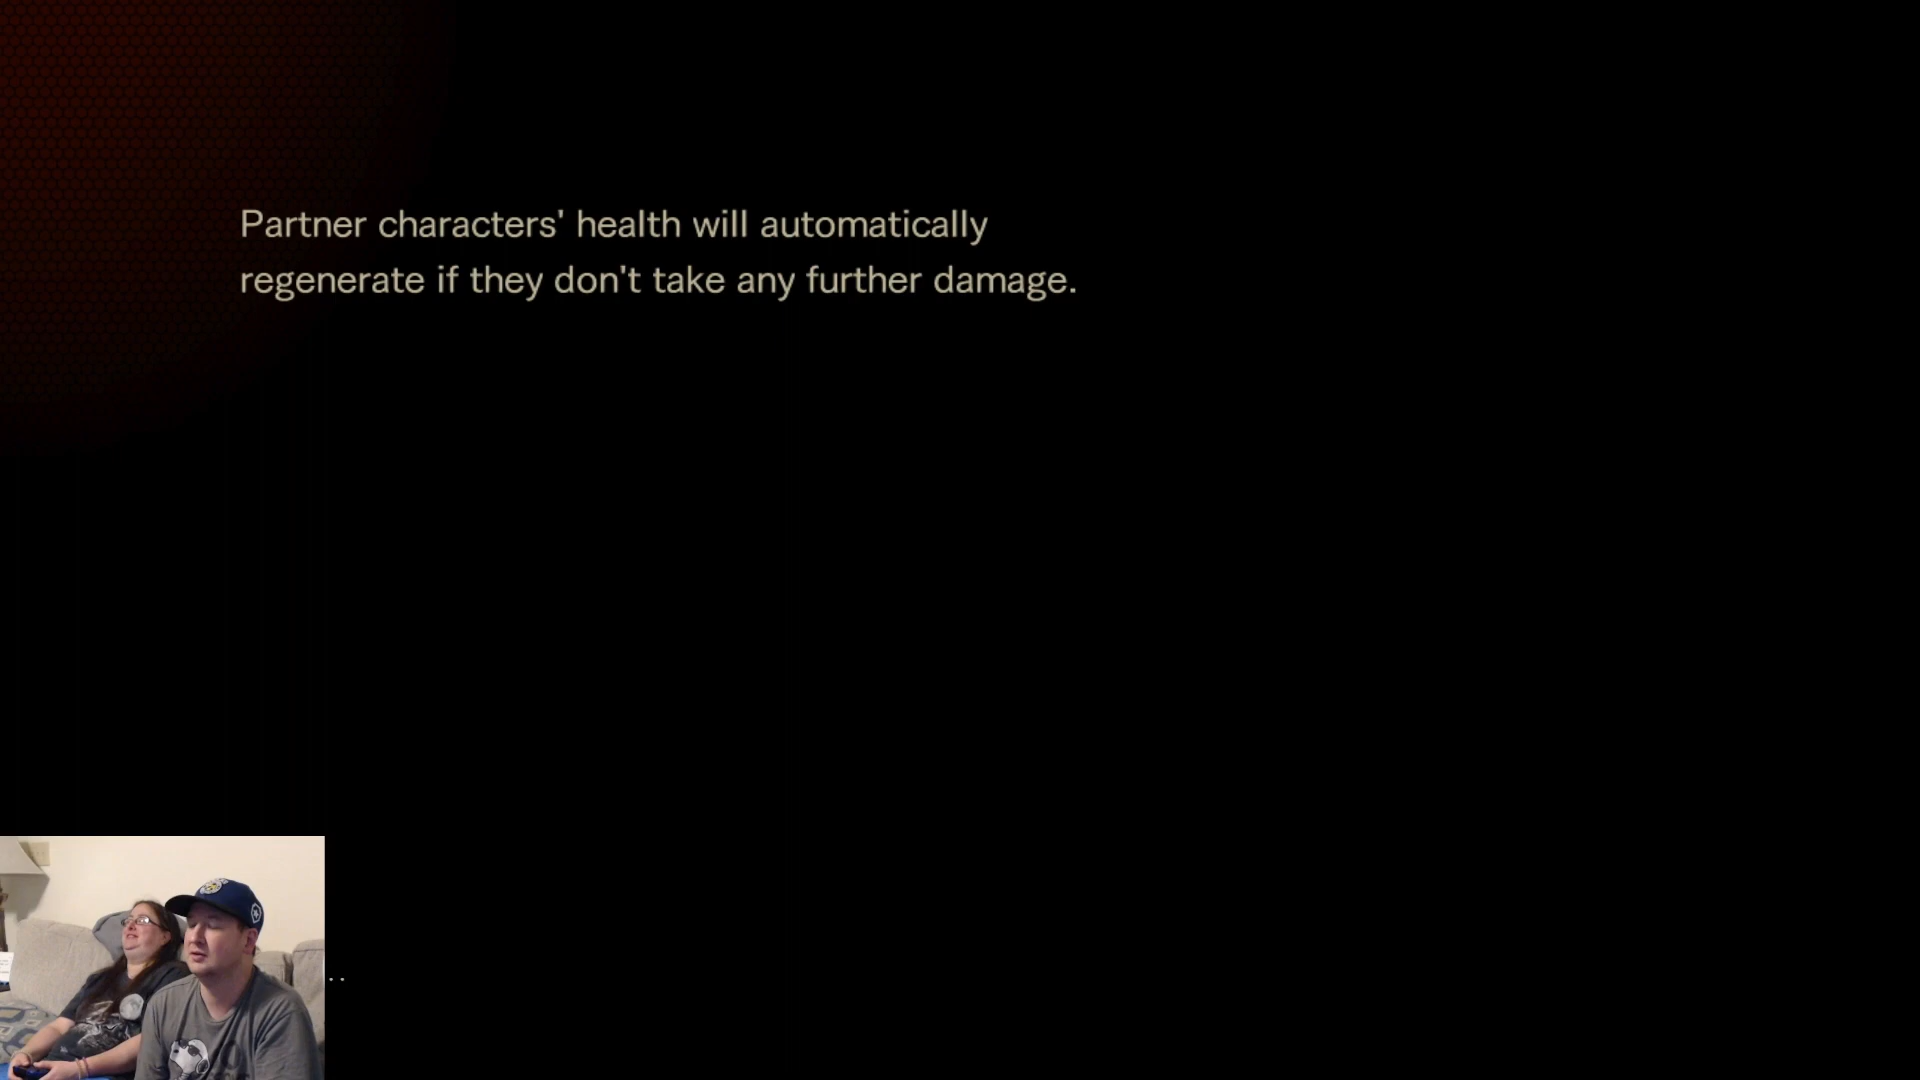 Partner characters' health will automatically
regenerate if they don't take any further damage.
..